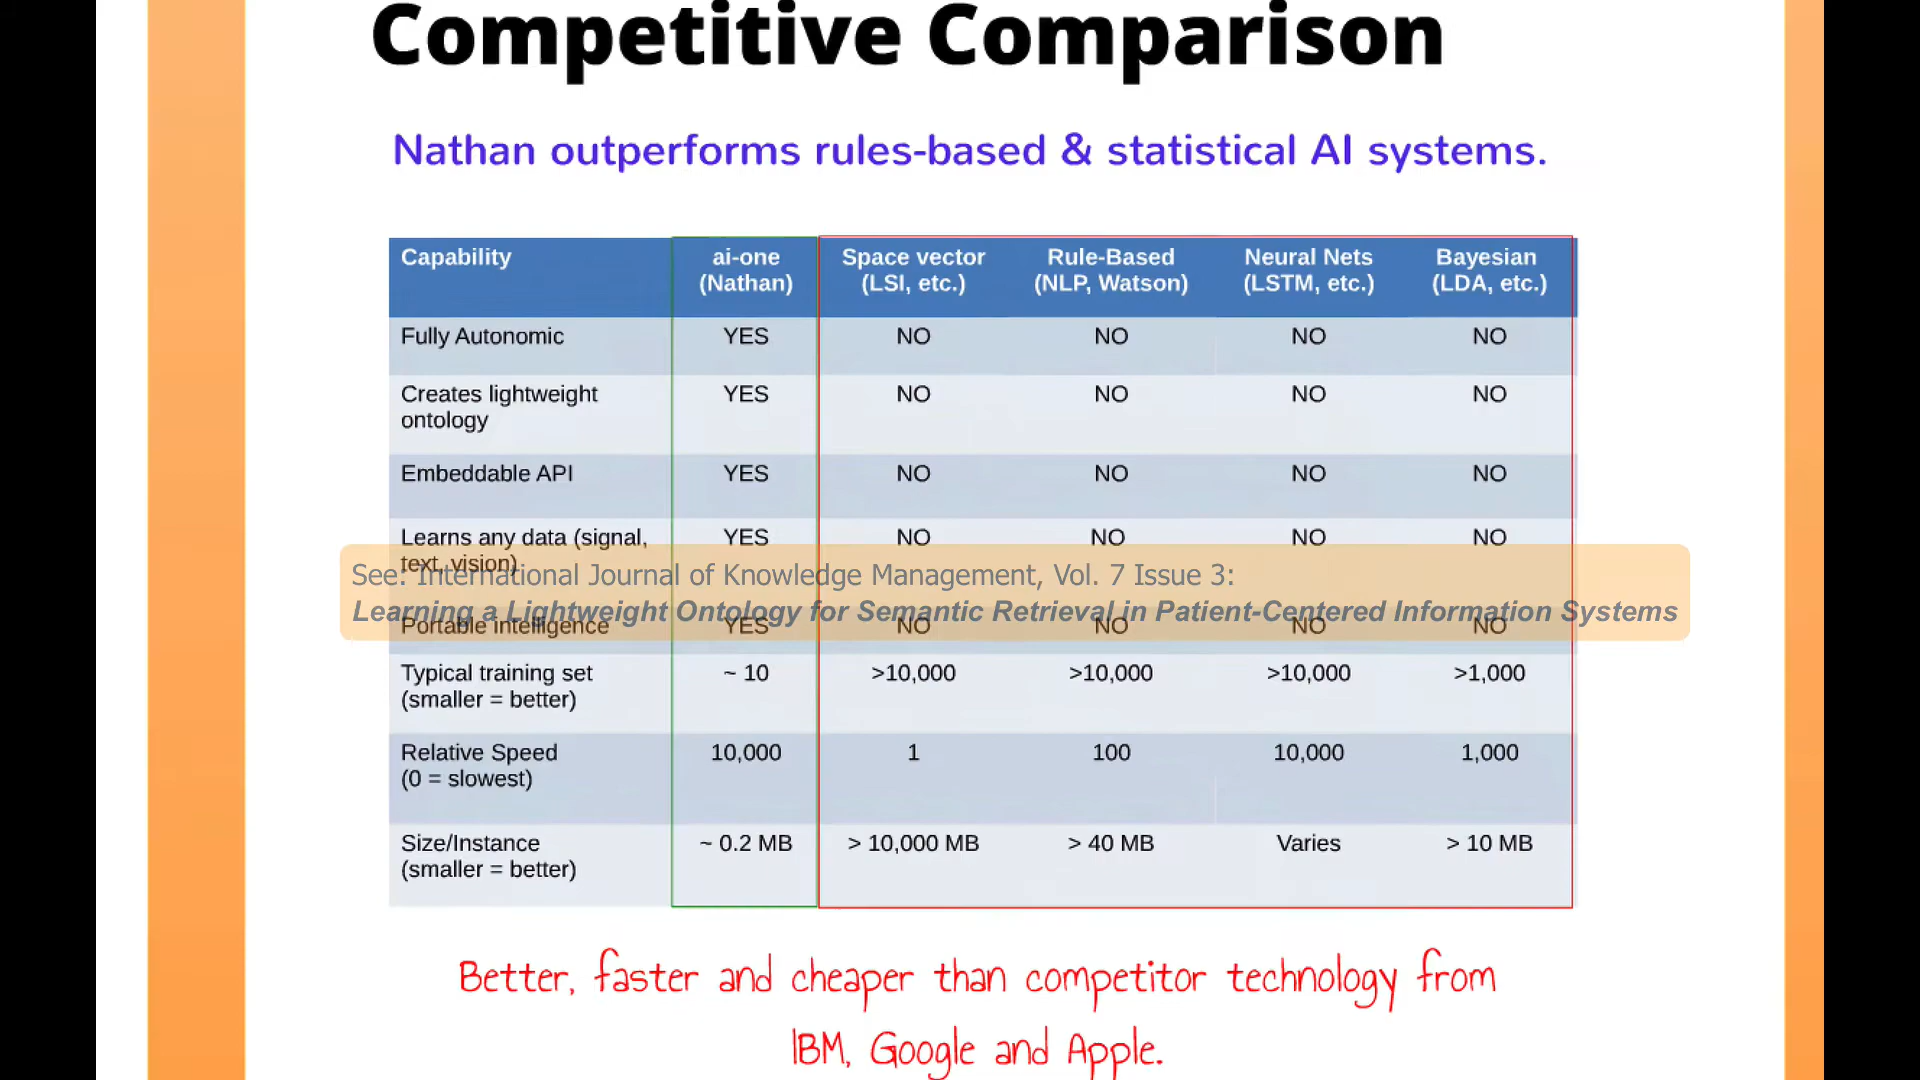 Competitive Comparison
Nathan outperforms rules-based & statistical AI systems.
Capability ai-one (Nathan) Space vector (LSI, etc.) Rule-Based (NLP, Watson) Neural Nets (LSTM, etc.) Bayesian (LDA, etc.)
Fully Autonomic YES NO NO NO NO
Creates lightweight ontology YES NO NO NO NO
Embeddable API YES NO NO NO NO
Learns any data (signal, text, vision) YES NO NO NO NO
See: International Journal of Knowledge Management, Vol. 7 Issue 3:
Learning a Lightweight Ontology for Semantic Retrieval in Patient-Centered Information Systems
Portable Intelligence YES NO NO NO NO
Typical training set (smaller = better) ~ 10 >10,000 >10,000 >10,000 >1,000
Relative Speed (0 = slowest) 10,000 1 100 10,000 1,000
Size/Instance (smaller = better) ~ 0.2 MB > 10,000 MB > 40 MB Varies > 10 MB
Better, faster and cheaper than competitor technology from
IBM, Google and Apple.